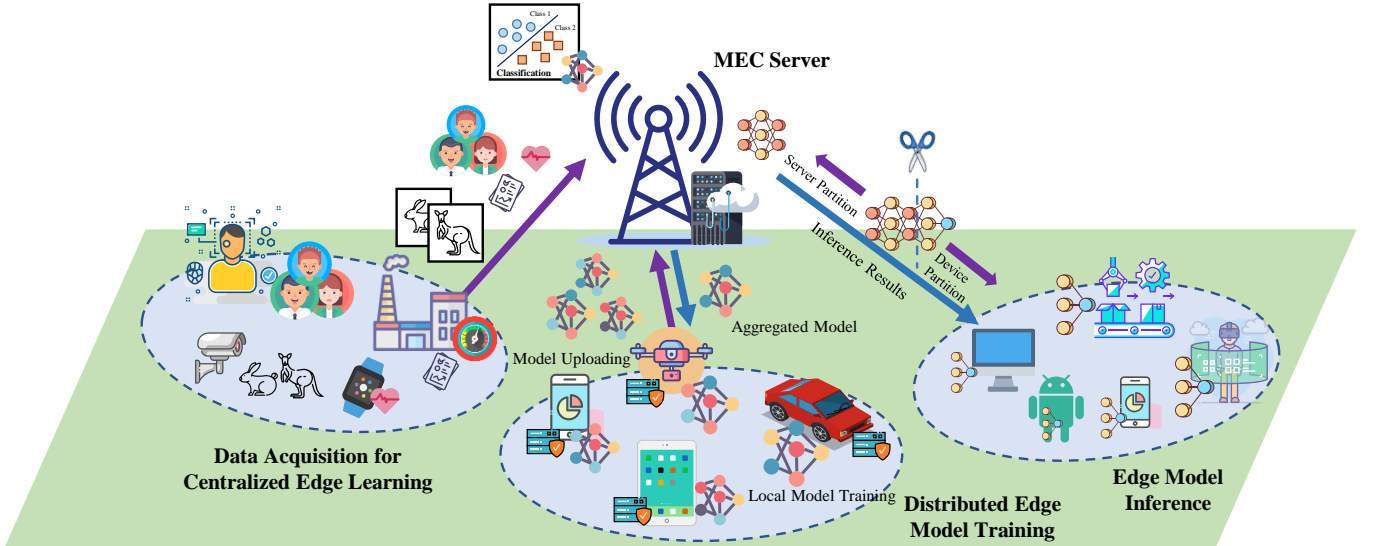 Class 1
Class 2
Classification
MEC Server
Server Partition
Inference Results
Device
Partition
Aggregated Model
Model Uploading
Local Model Training
Data Acquisition for
Centralized Edge Learning
Distributed Edge
Model Training
Edge Model
Inference